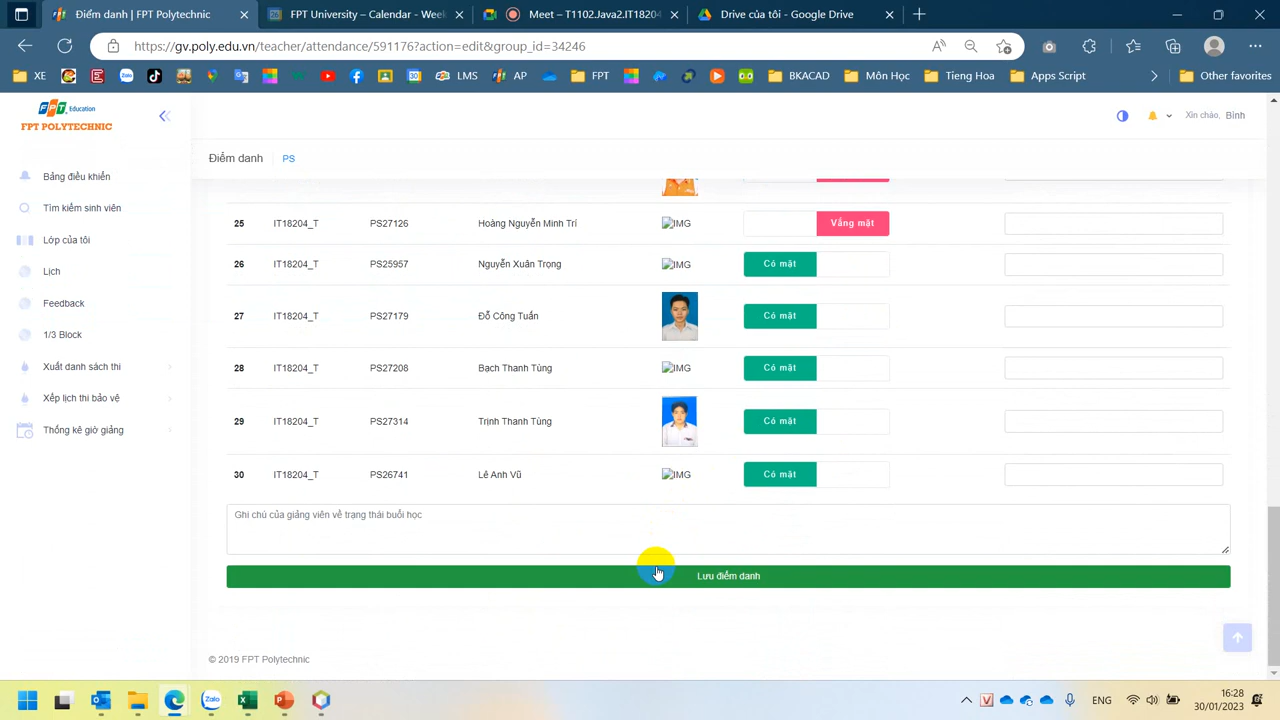 Điểm danh | FPT Polytechnic
FPT University – Calendar - Week
Meet – T1102.Java2.IT18204
Drive của tôi - Google Drive
https://gv.poly.edu.vn/teacher/attendance/591176?action=edit&group_id=34246
XE
LMS
AP
FPT
BKACAD
Môn Học
Tieng Hoa
Apps Script
Other favorites
FPT Education
FPT POLYTECHNIC
Xin chào, Bình
Điểm danh PS
Bảng điều khiển
Tìm kiếm sinh viên
Lớp của tôi
Lịch
Feedback
1/3 Block
Xuất danh sách thi
Xếp lịch thi bảo vệ
Thống kê giờ giảng
25 IT18204_T PS27126 Hoàng Nguyễn Minh Trí IMG Vắng mặt
26 IT18204_T PS25957 Nguyễn Xuân Trọng IMG Có mặt
27 IT18204_T PS27179 Đỗ Công Tuấn Có mặt
28 IT18204_T PS27208 Bạch Thanh Tùng IMG Có mặt
29 IT18204_T PS27314 Trịnh Thanh Tùng Có mặt
30 IT18204_T PS26741 Lê Anh Vũ IMG Có mặt
Ghi chú của giảng viên về trạng thái buổi học
Lưu điểm danh
© 2019 FPT Polytechnic
ENG
16:28
30/01/2023